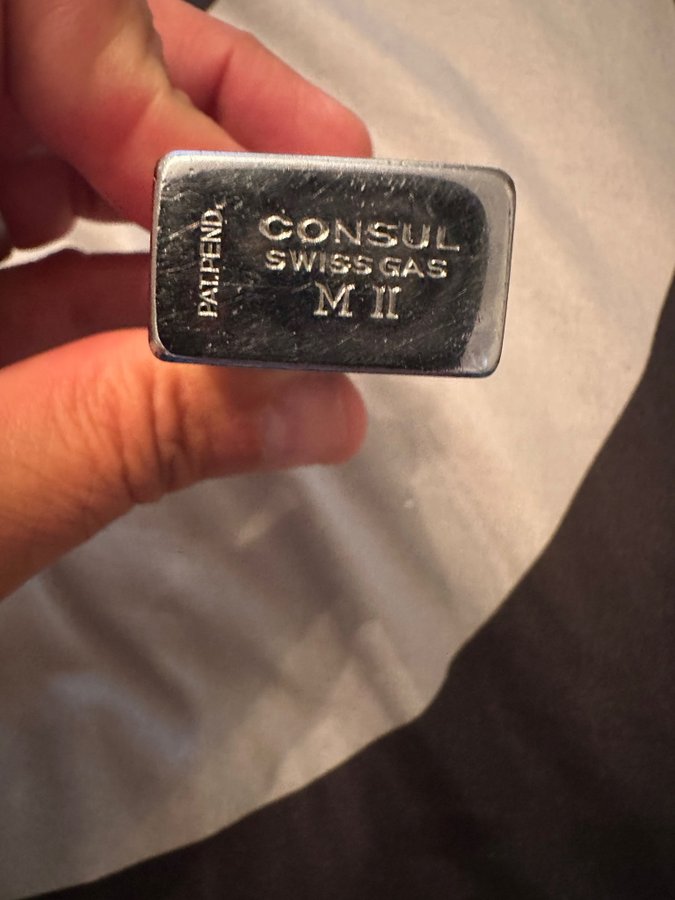 PAT.PEND.
CONSUL
SWISS GAS
M II